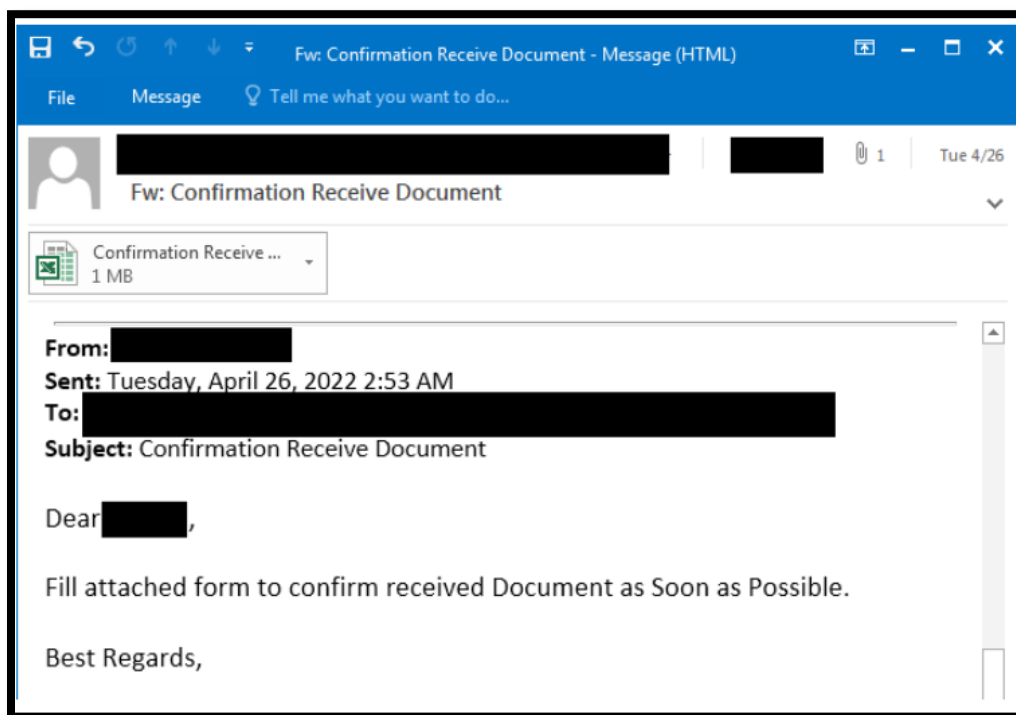 Fw: Confirmation Receive Document - Message (HTML)
File Message Tell me what you want to do...
1 Tue 4/26
Fw: Confirmation Receive Document
Confirmation Receive ...
1 MB
From:
Sent: Tuesday, April 26, 2022 2:53 AM
To:
Subject: Confirmation Receive Document
Dear ,
Fill attached form to confirm received Document as Soon as Possible.
Best Regards,